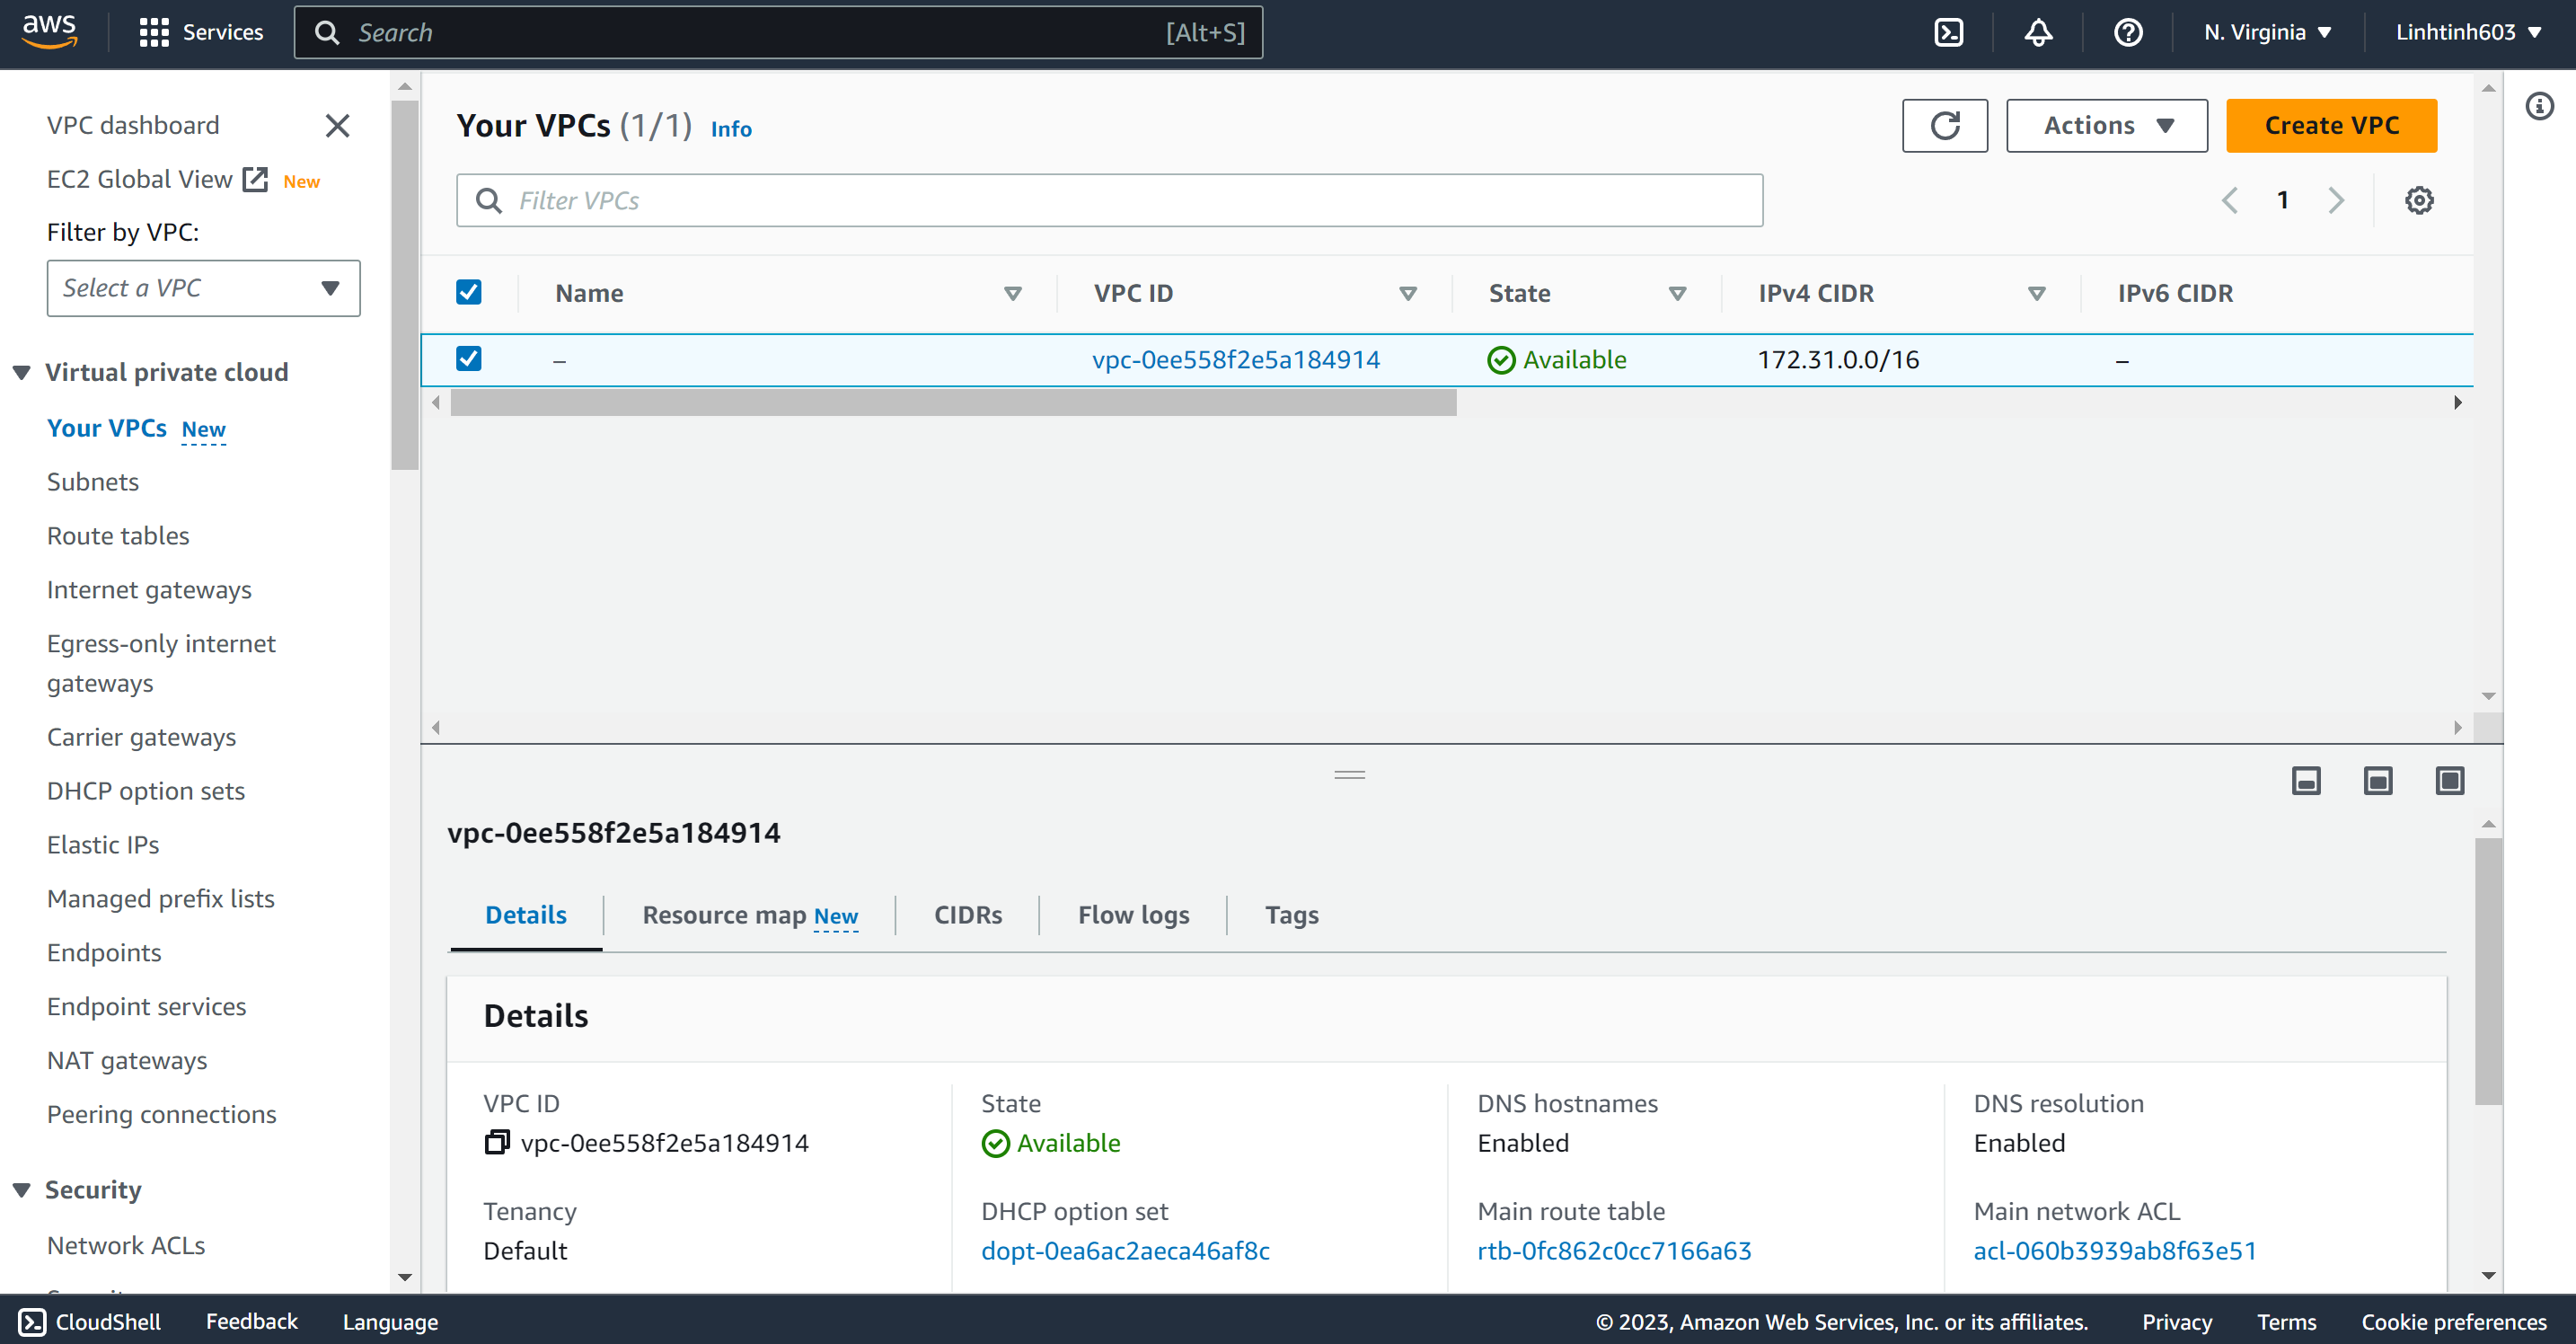 aws
Services
Search
[Alt+S]
N. Virginia
Linhtinh603
VPC dashboard
EC2 Global View New
Filter by VPC:
Select a VPC
Virtual private cloud
Your VPCs New
Subnets
Route tables
Internet gateways
Egress-only internet
gateways
Carrier gateways
DHCP option sets
Elastic IPs
Managed prefix lists
Endpoints
Endpoint services
NAT gateways
Peering connections
Security
Network ACLs
Your VPCs (1/1) Info
Actions
Create VPC
Filter VPCs
1
Name VPC ID State IPv4 CIDR IPv6 CIDR
– vpc-0ee558f2e5a184914 Available 172.31.0.0/16 –
vpc-0ee558f2e5a184914
Details Resource map New CIDRs Flow logs Tags
Details
VPC ID State DNS hostnames DNS resolution
vpc-0ee558f2e5a184914 Available Enabled Enabled
Tenancy DHCP option set Main route table Main network ACL
Default dopt-0ea6ac2aeca46af8c rtb-0fc862c0cc7166a63 acl-060b3939ab8f63e51
CloudShell Feedback Language © 2023, Amazon Web Services, Inc. or its affiliates. Privacy Terms Cookie preferences